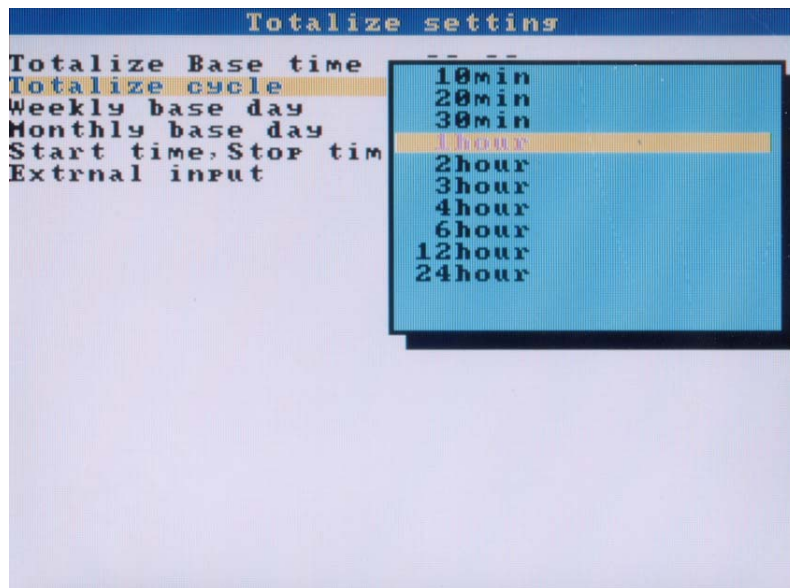 Totalize setting
Totalize Base time -- --
Totalize cycle
Weekly base day
Monthly base day
Start time,Stop tim
Extrnal input
10min
20min
30min
1hour
2hour
3hour
4hour
6hour
12hour
24hour